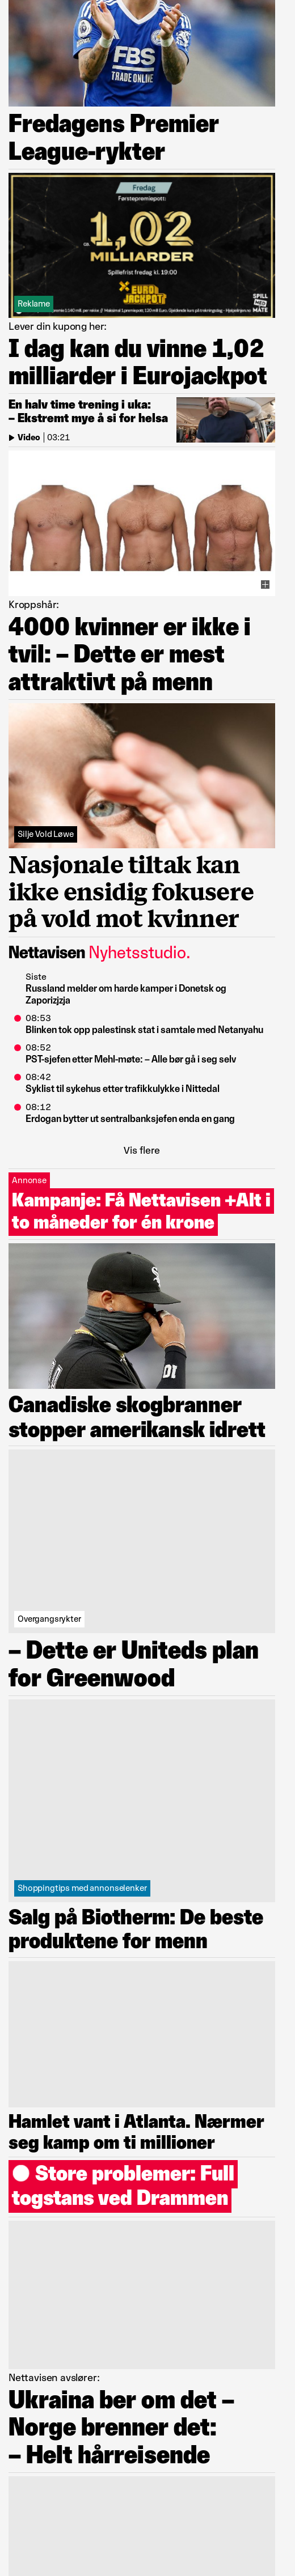 FBS
TRADE ONLINE
Fredagens Premier
League-rykter
Fredag
Førstepremiepott:
1,02
MILLIARDER
Spillefrist fredag kl. 19.00
EURO
JACKPOT
SPILL
MED
MÅTE
Reklame
Lever din kupong her:
I dag kan du vinne 1,02
milliarder i Eurojackpot
En halv time trening i uka:
– Ekstremt mye å si for helsa
Video | 03:21
Kroppshår:
4000 kvinner er ikke i
tvil: – Dette er mest
attraktivt på menn
Silje Vold Løwe
Nasjonale tiltak kan
ikke ensidig fokusere
på vold mot kvinner
Nettavisen Nyhetsstudio.
Siste
Russland melder om harde kamper i Donetsk og
Zaporizjzja
08:53
Blinken tok opp palestinsk stat i samtale med Netanyahu
08:52
PST-sjefen etter Mehl-møte: – Alle bør gå i seg selv
08:42
Syklist til sykehus etter trafikkulykke i Nittedal
08:12
Erdogan bytter ut sentralbanksjefen enda en gang
Vis flere
Annonse
Kampanje: Få Nettavisen +Alt i
to måneder for én krone
Canadiske skogbranner
stopper amerikansk idrett
Overgangsrykter
– Dette er Uniteds plan
for Greenwood
Shoppingtips med annonselenker
Salg på Biotherm: De beste
produktene for menn
Hamlet vant i Atlanta. Nærmer
seg kamp om ti millioner
Store problemer: Full
togstans ved Drammen
Nettavisen avslører:
Ukraina ber om det –
Norge brenner det:
– Helt hårreisende